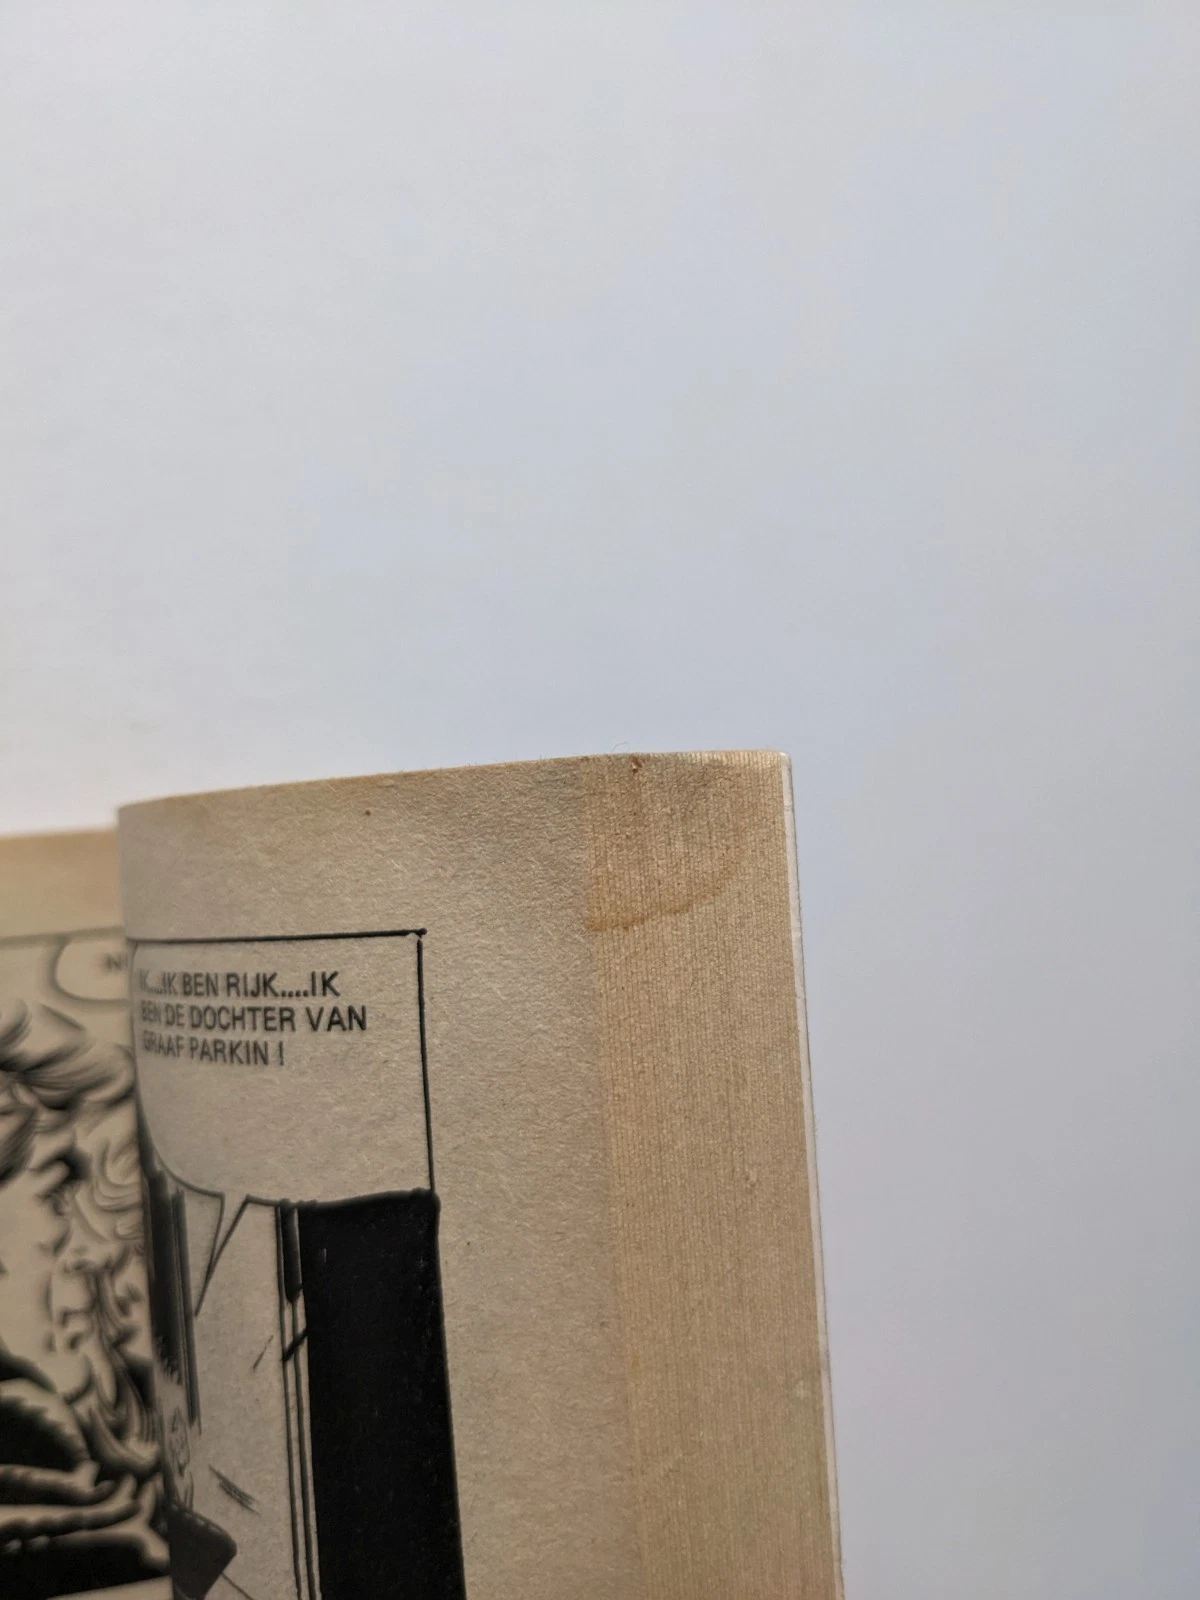 IK....IK BEN RIJK....IK
BEN DE DOCHTER VAN
GRAAF PARKIN !